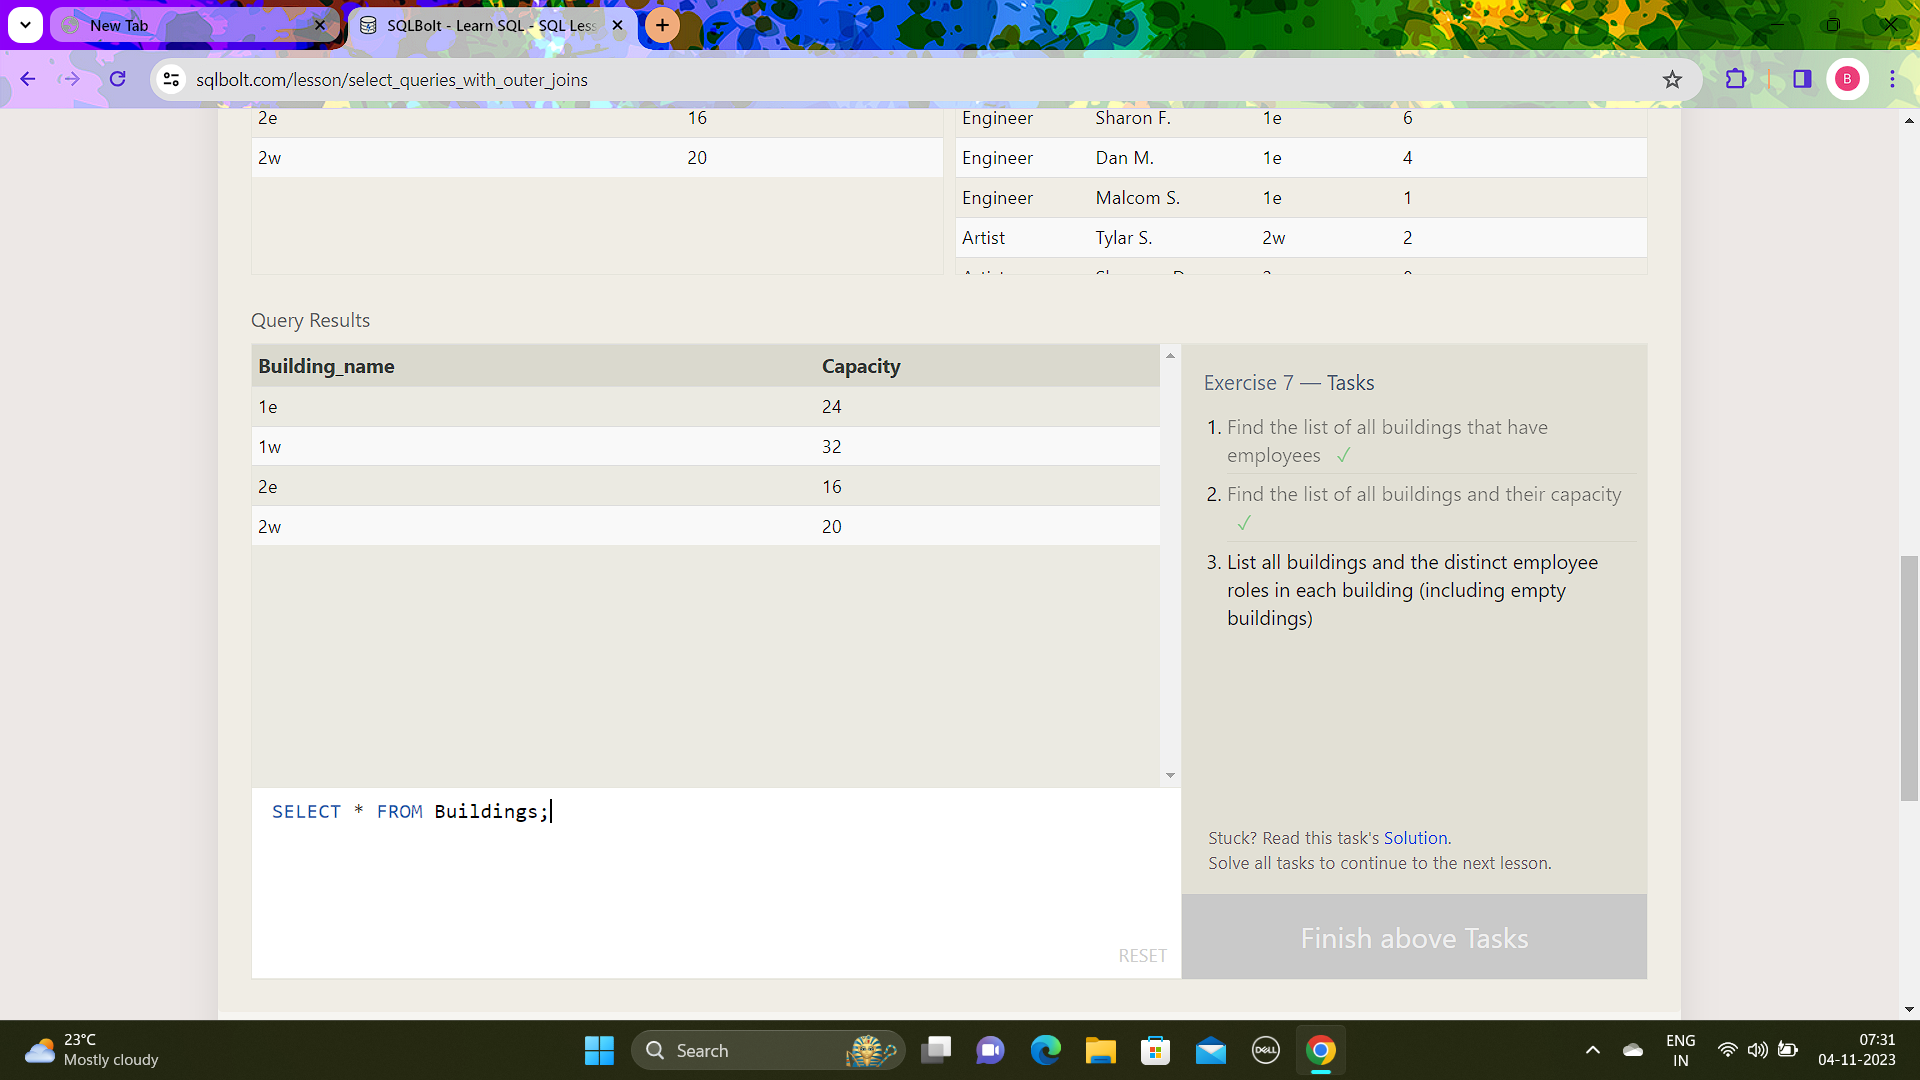 New Tab
SQLBolt - Learn SQL - SQL Less
sqlbolt.com/lesson/select_queries_with_outer_joins
B
2e 16
2w 20
Engineer Sharon F. 1e 6
Engineer Dan M. 1e 4
Engineer Malcom S. 1e 1
Artist Tylar S. 2w 2
Query Results
Building_name Capacity
1e 24
1w 32
2e 16
2w 20
Exercise 7 — Tasks
1. Find the list of all buildings that have
employees ✓
2. Find the list of all buildings and their capacity
✓
3. List all buildings and the distinct employee
roles in each building (including empty
buildings)
SELECT * FROM Buildings;
RESET
Stuck? Read this task's Solution.
Solve all tasks to continue to the next lesson.
Finish above Tasks
23°C
Mostly cloudy
Search
DELL
ENG
IN
07:31
04-11-2023